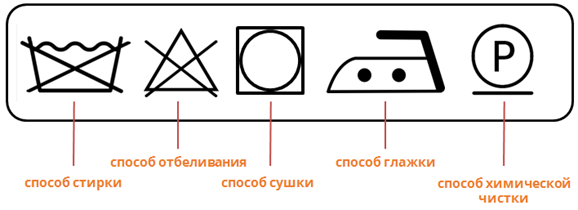 P
способ отбеливания
способ глажки
способ стирки
способ сушки
способ химической
чистки